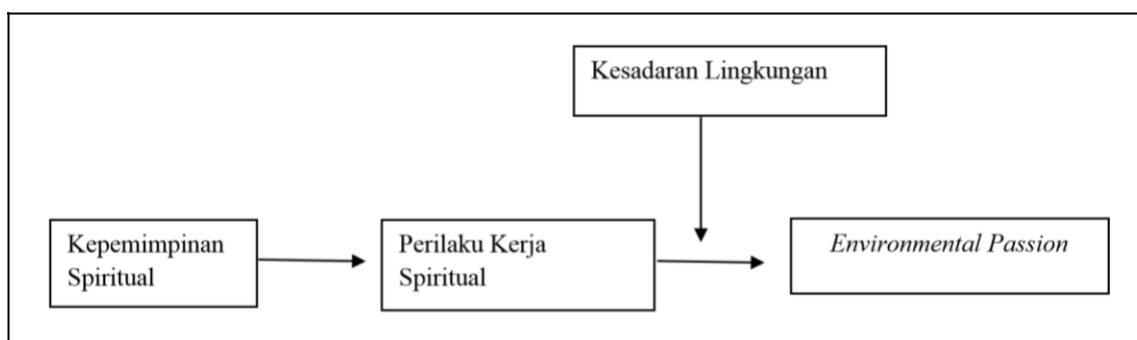 Kesadaran Lingkungan
Kepemimpinan
Spiritual
Perilaku Kerja
Spiritual
Environmental Passion